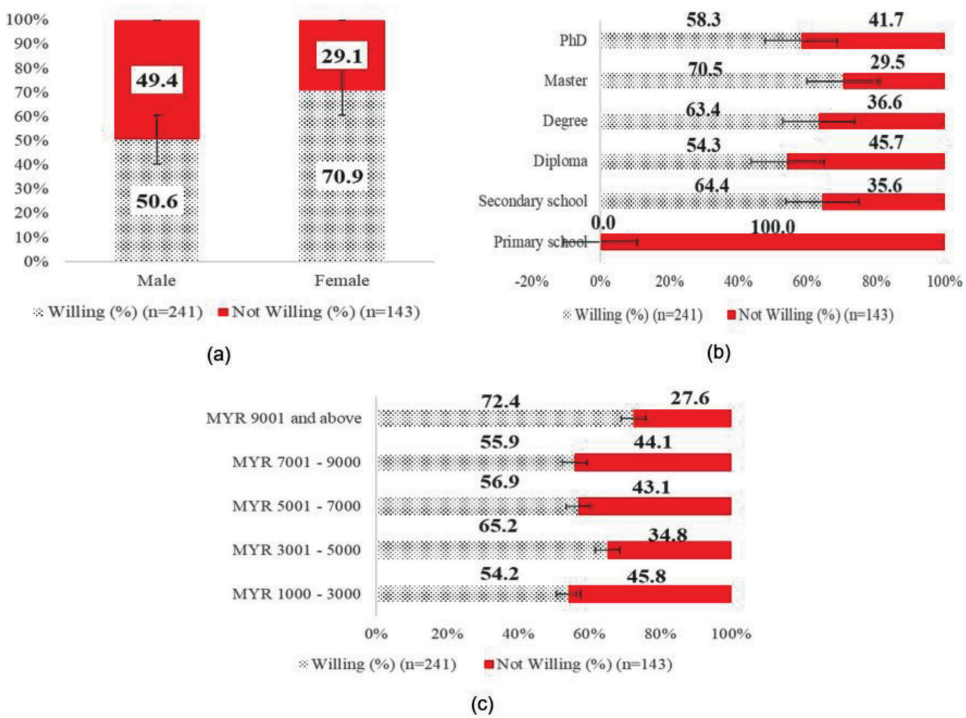 100%
90%
80%
70%
60%
50%
40%
30%
20%
10%
0%
49.4
50.6
29.1
70.9
Male Female
Willing (%) (n=241) Not Willing (%) (n=143)
(a)
58.3 41.7
PhD
70.5 29.5
Master
63.4 36.6
Degree
54.3 45.7
Diploma
64.4 35.6
Secondary school
0.0 100.0
Primary school
-20% 0% 20% 40% 60% 80% 100%
Willing (%) (n=241) Not Willing (%) (n=143)
(b)
72.4 27.6
MYR 9001 and above
55.9 44.1
MYR 7001 - 9000
56.9 43.1
MYR 5001 - 7000
65.2 34.8
MYR 3001 - 5000
54.2 45.8
MYR 1000 - 3000
0% 20% 40% 60% 80% 100%
Willing (%) (n=241) Not Willing (%) (n=143)
(c)